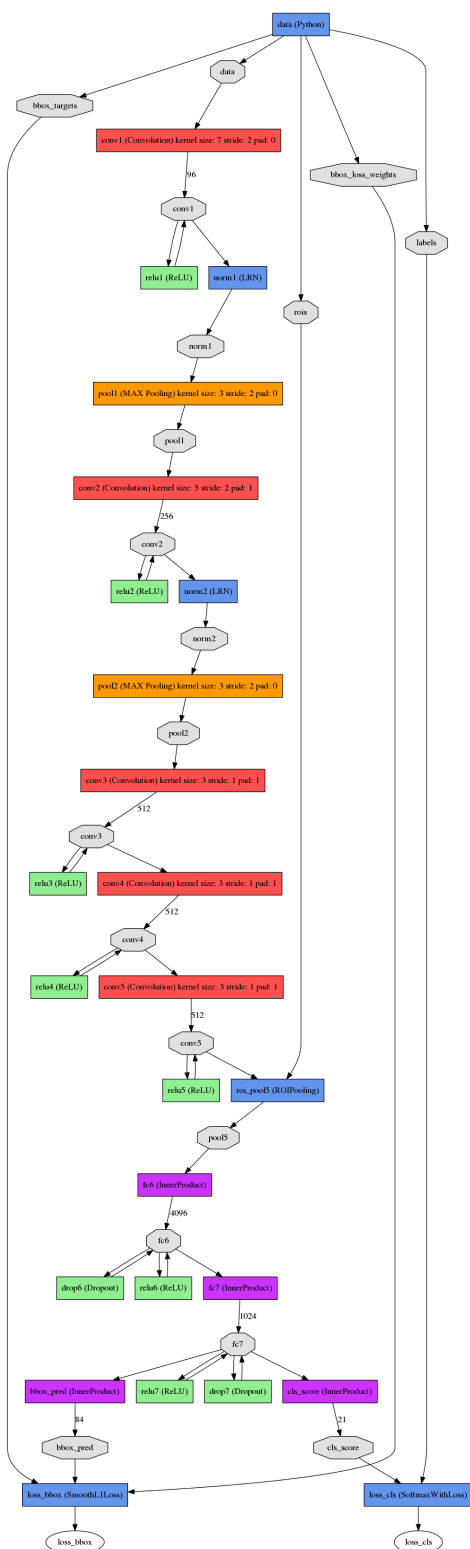 data (Python)
data
bbox_targets
conv1 (Convolution) kernel size: 7 stride: 2 pad: 0
bbox_loss_weights
96
conv1
labels
relu1 (ReLU)
norm1 (LRN)
rois
norm1
pool1 (MAX Pooling) kernel size: 3 stride: 2 pad: 0
pool1
conv2 (Convolution) kernel size: 5 stride: 2 pad: 1
256
conv2
relu2 (ReLU)
norm2 (LRN)
norm2
pool2 (MAX Pooling) kernel size: 3 stride: 2 pad: 0
pool2
conv3 (Convolution) kernel size: 3 stride: 1 pad: 1
512
conv3
relu3 (ReLU)
conv4 (Convolution) kernel size: 3 stride: 1 pad: 1
512
conv4
relu4 (ReLU)
conv5 (Convolution) kernel size: 3 stride: 1 pad: 1
512
conv5
relu5 (ReLU)
roi_pool5 (ROIPooling)
pool5
fc6 (InnerProduct)
4096
fc6
drop6 (Dropout)
relu6 (ReLU)
fc7 (InnerProduct)
1024
fc7
bbox_pred (InnerProduct)
relu7 (ReLU)
drop7 (Dropout)
cls_score (InnerProduct)
84
21
bbox_pred
cls_score
loss_bbox (SmoothL1Loss)
loss_cls (SoftmaxWithLoss)
loss_bbox
loss_cls